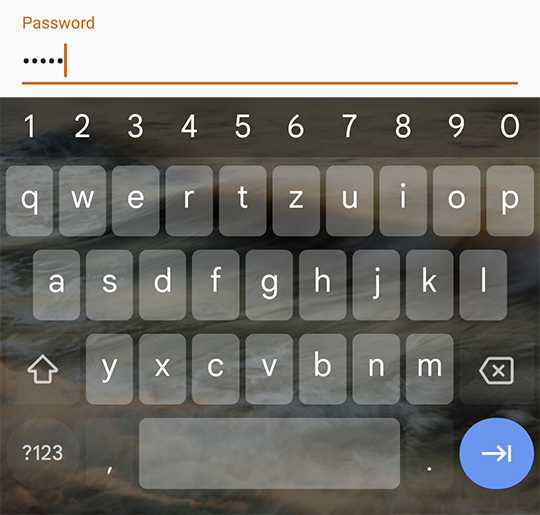 Password
•••••
1 2 3 4 5 6 7 8 9 0
q w e r t z u i o p
a s d f g h j k l
y x c v b n m
?123 , .